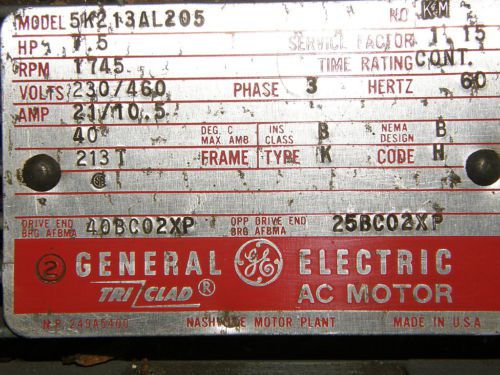 MODEL 5K213AL205 NO. K-M
HP 7.5 SERVICE FACTOR 1.15
RPM 1745 TIME RATING CONT.
VOLTS 230/460 PHASE 3 HERTZ 60
AMP 21/10.5
40 DEG. C MAX. AMB INS CLASS B NEMA DESIGN B
213T FRAME TYPE K CODE H
DRIVE END BRG AFBMA 40BC02XP OPP DRIVE END BRG AFBMA 25BC02XP
2 GENERAL GE ELECTRIC
TRI CLAD ® AC MOTOR
NASHVILLE MOTOR PLANT MADE IN U.S.A.